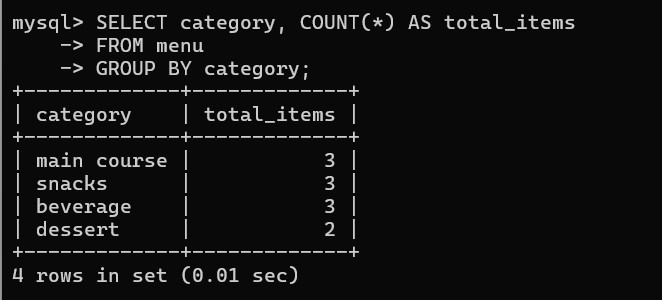 mysql> SELECT category, COUNT(*) AS total_items
    -> FROM menu
    -> GROUP BY category;
+-------------+-------------+
| category    | total_items |
+-------------+-------------+
| main course |           3 |
| snacks      |           3 |
| beverage    |           3 |
| dessert     |           2 |
+-------------+-------------+
4 rows in set (0.01 sec)